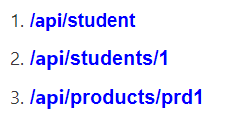 1. /api/student
2. /api/students/1
3. /api/products/prd1